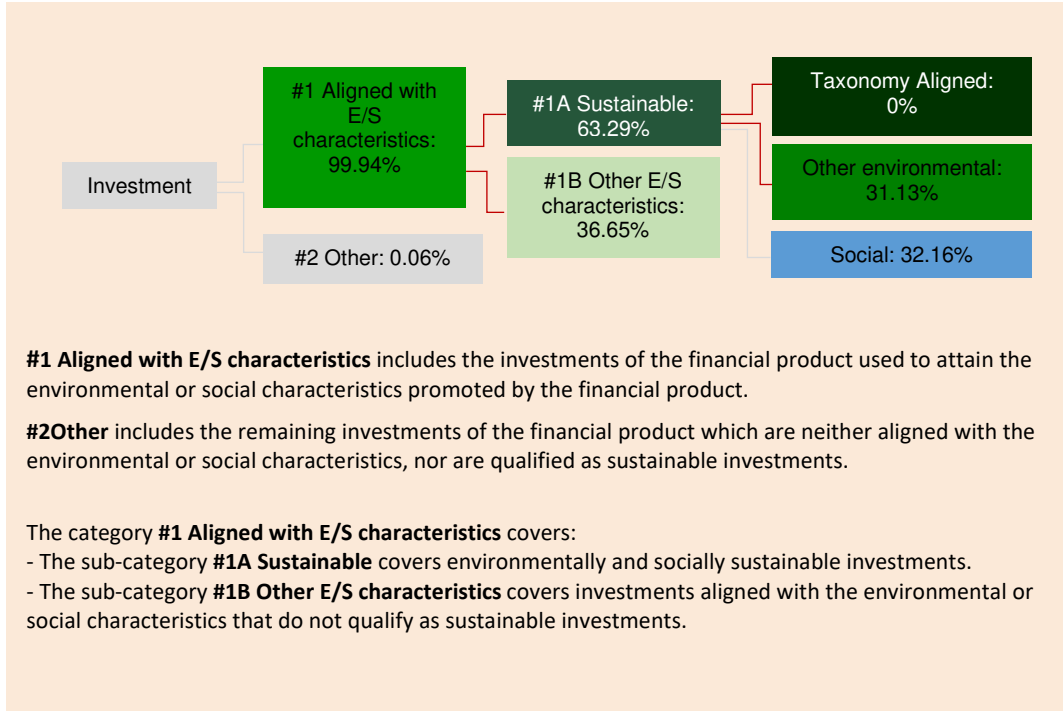 Investment
#1 Aligned with
E/S
characteristics:
99.94%
#2 Other: 0.06%
#1A Sustainable:
63.29%
#1B Other E/S
characteristics:
36.65%
Taxonomy Aligned:
0%
Other environmental:
31.13%
Social: 32.16%
#1 Aligned with E/S characteristics includes the investments of the financial product used to attain the
environmental or social characteristics promoted by the financial product.
#2Other includes the remaining investments of the financial product which are neither aligned with the
environmental or social characteristics, nor are qualified as sustainable investments.
The category #1 Aligned with E/S characteristics covers:
- The sub-category #1A Sustainable covers environmentally and socially sustainable investments.
- The sub-category #1B Other E/S characteristics covers investments aligned with the environmental or
social characteristics that do not qualify as sustainable investments.